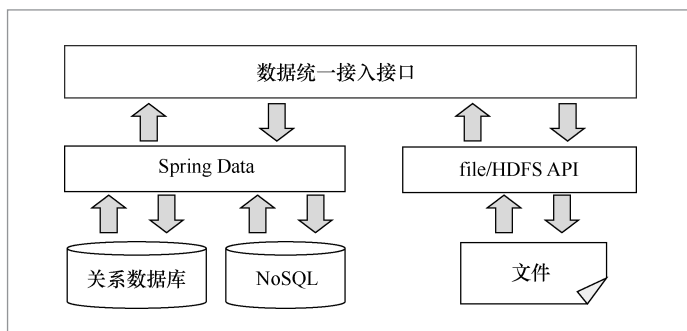 数据统一接入接口
Spring Data
file/HDFS API
关系数据库
NoSQL
文件